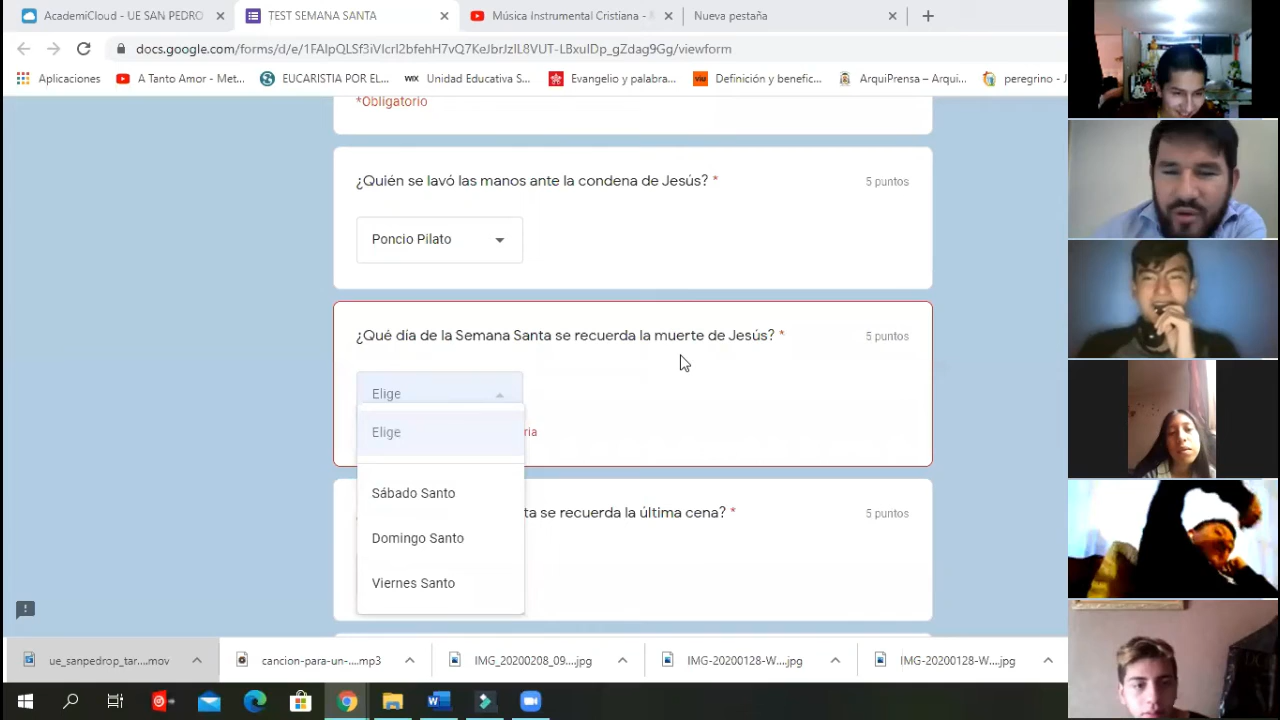 AcademiCloud - UE SAN PEDRO
TEST SEMANA SANTA
Música Instrumental Cristiana -
Nueva pestaña
docs.google.com/forms/d/e/1FAIpQLSf3iVIcrl2bfehH7vQ7KeJbrJzIL8VUT-LBxuIDp_gZdag9Gg/viewform
Aplicaciones
A Tanto Amor - Met...
EUCARISTIA POR EL...
WIX
Unidad Educativa S...
Evangelio y palabra...
viu
Definición y benefic...
ArquiPrensa – Arqui...
peregrino - J
*Obligatorio
¿Quién se lavó las manos ante la condena de Jesús? *
5 puntos
Poncio Pilato
¿Qué día de la Semana Santa se recuerda la muerte de Jesús? *
5 puntos
Elige
Elige
ria
Sábado Santo
ta se recuerda la última cena? *
5 puntos
Domingo Santo
Viernes Santo
ue_sanpedrop_tar....mov
cancion-para-un-....mp3
IMG_20200208_09....jpg
IMG-20200128-W....jpg
IMG-20200128-W....jpg